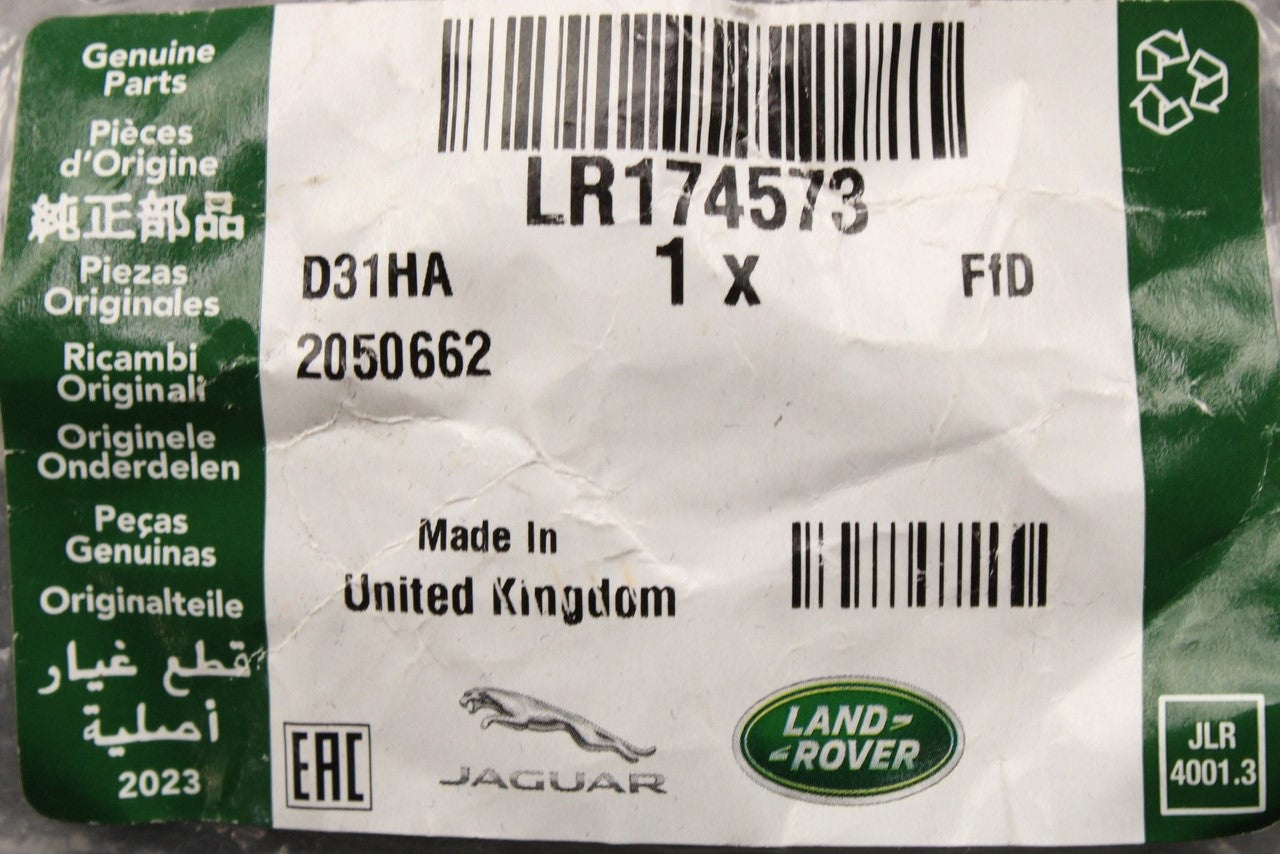 Genuine
Parts
Pièces
d'Origine
純正部品
Piezas
Originales
Ricambi
Originali
Originele
Onderdelen
Peças
Genuinas
Originalteile
قطع غيار
أصلية
2023
LR174573
D31HA
1 x
FfD
2050662
Made In
United Kingdom
EAC
JAGUAR
LAND-
-ROVER
JLR
4001.3